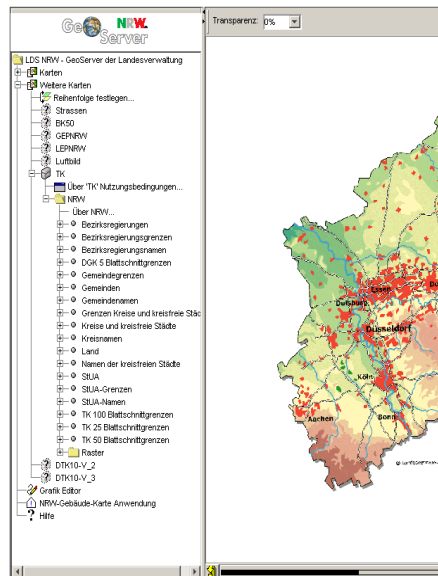 GeoServer NRW.
Transparenz: 0%
LDS NRW - GeoServer der Landesverwaltung
Karten
Weitere Karten
Reihenfolge festlegen...
Strassen
BK50
GEPNRW
LEPNRW
Luftbild
TK
Über 'TK' Nutzungsbedingungen...
NRW
Über NRW...
Bezirksregierungen
Bezirksregierungsgrenzen
Bezirksregierungsnamen
DGK 5 Blattschnittgrenzen
Gemeindegrenzen
Gemeinden
Gemeindenamen
Grenzen Kreise und kreisfreie Städ
Kreise und kreisfreie Städte
Kreisnamen
Land
Namen der kreisfreien Städte
StUA
StUA-Grenzen
StUA-Namen
TK 100 Blattschnittgrenzen
TK 25 Blattschnittgrenzen
TK 50 Blattschnittgrenzen
Raster
DTK10-V_2
DTK10-V_3
Grafik Editor
NRW-Gebäude-Karte Anwendung
Hilfe
Essen
Duisburg
Düsseldorf
Köln
Aachen
Bonn